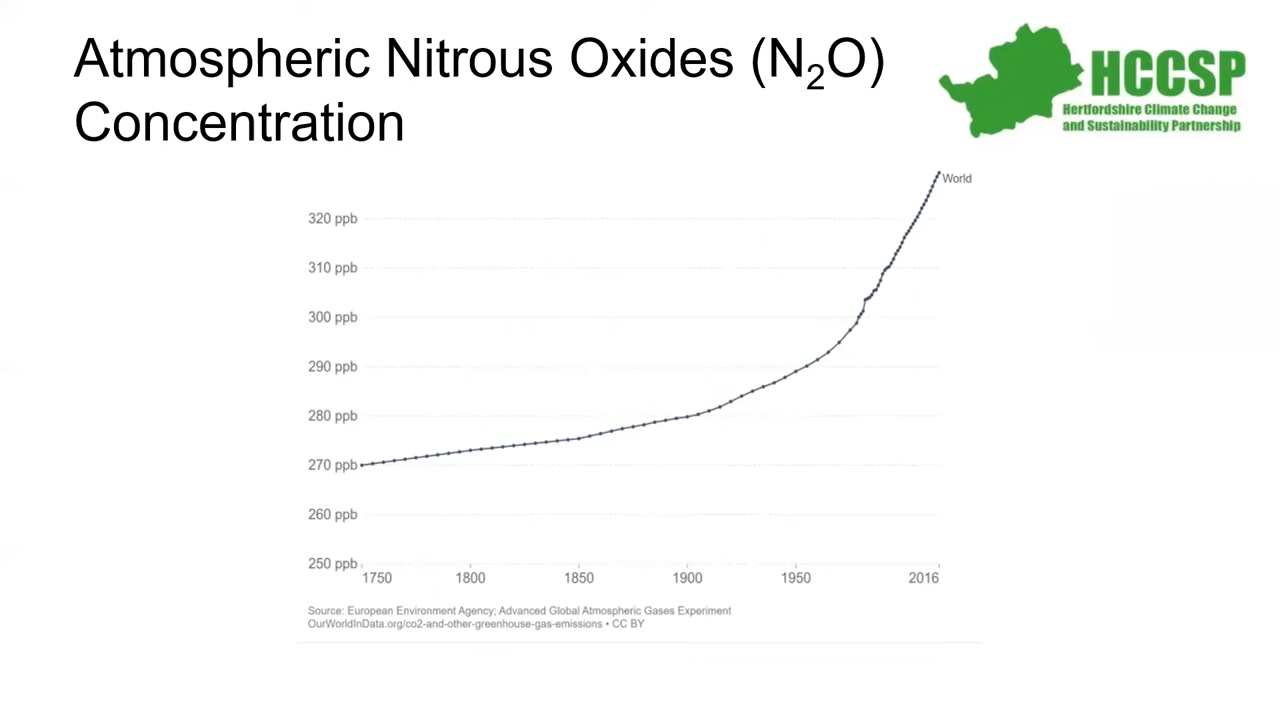 Atmospheric Nitrous Oxides (N₂O)
Concentration
HCCSP
Hertfordshire Climate Change
and Sustainability Partnership
World
320 ppb
310 ppb
300 ppb
290 ppb
280 ppb
270 ppb
260 ppb
250 ppb
1750 1800 1850 1900 1950 2016
Source: European Environment Agency; Advanced Global Atmospheric Gases Experiment
OurWorldInData.org/co2-and-other-greenhouse-gas-emissions • CC BY